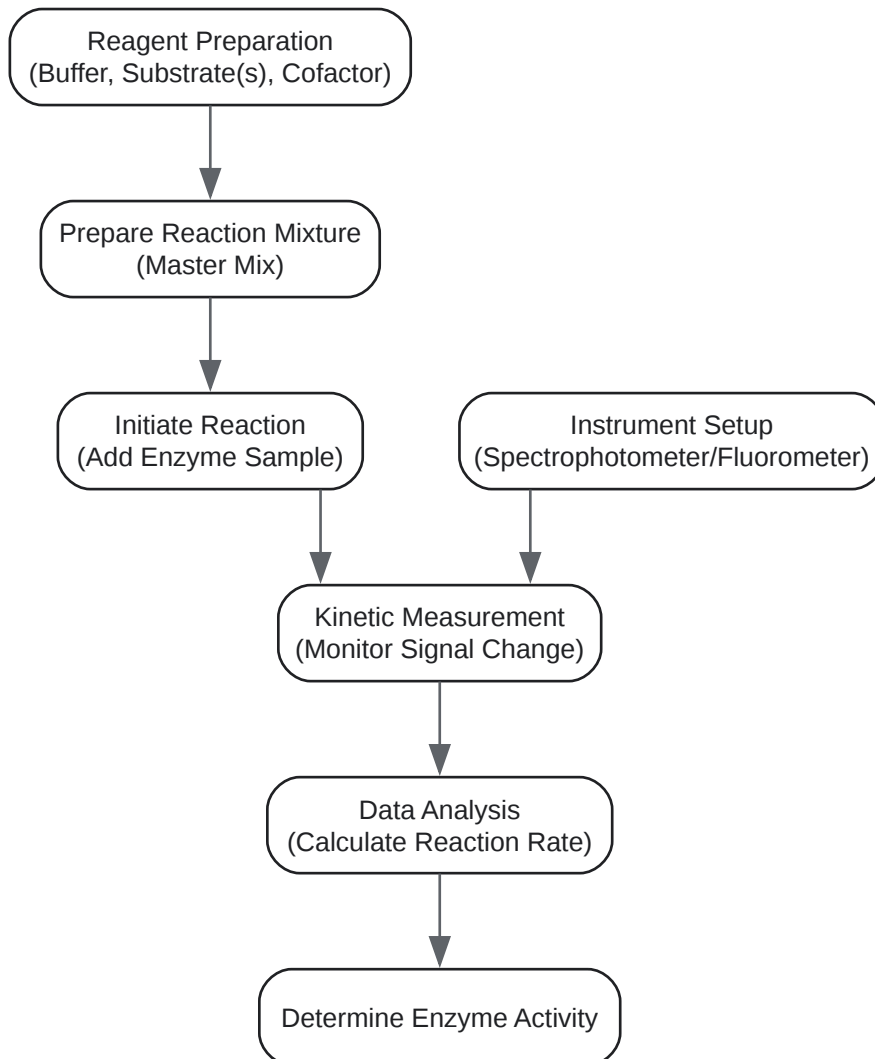 Reagent Preparation
(Buffer, Substrate(s), Cofactor)
Prepare Reaction Mixture
(Master Mix)
Initiate Reaction
(Add Enzyme Sample)
Instrument Setup
(Spectrophotometer/Fluorometer)
Kinetic Measurement
(Monitor Signal Change)
Data Analysis
(Calculate Reaction Rate)
Determine Enzyme Activity